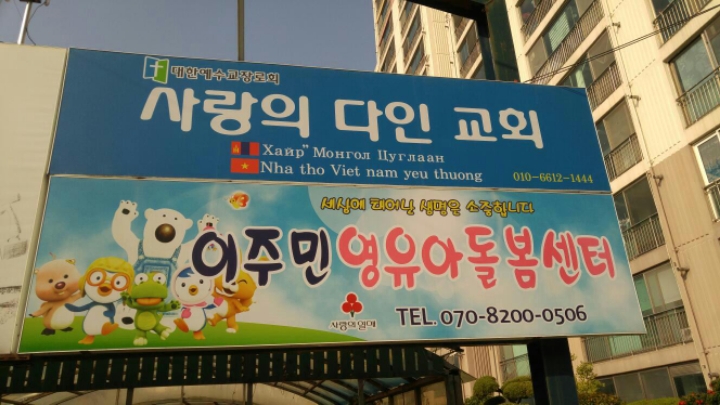 대한예수교장로회
사랑의 다인 교회
Хайр" Монгол Цуглаан
Nha tho Viet nam yeu thuong
010-6612-1444
세상에 태어난 생명은 소중합니다
이주민 영유아돌봄센터
사랑의열매
TEL. 070-8200-0506